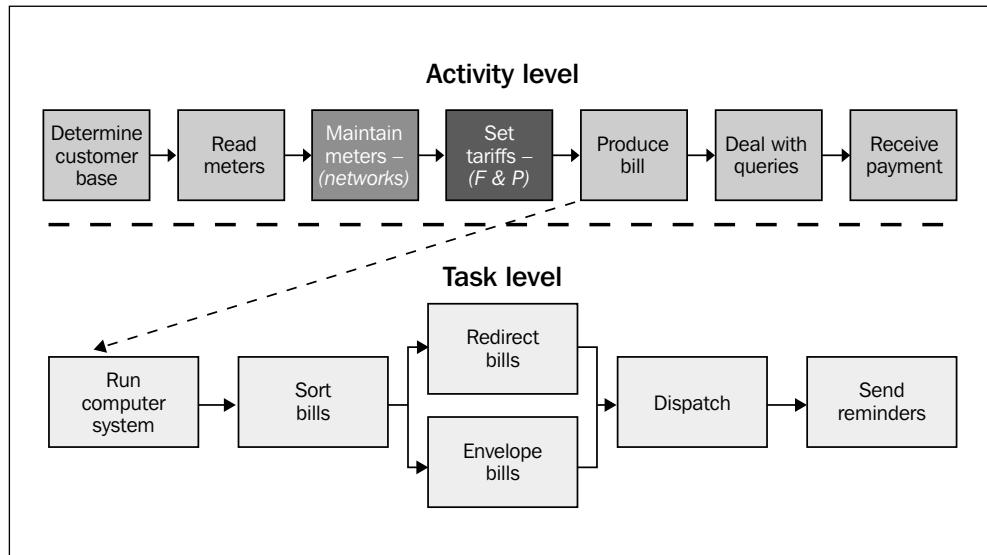 Activity level
Determine
customer
base
Read
meters
Maintain
meters –
(networks)
Set
tariffs –
(F & P)
Produce
bill
Deal with
queries
Receive
payment
Task level
Run
computer
system
Sort
bills
Redirect
bills
Envelope
bills
Dispatch
Send
reminders